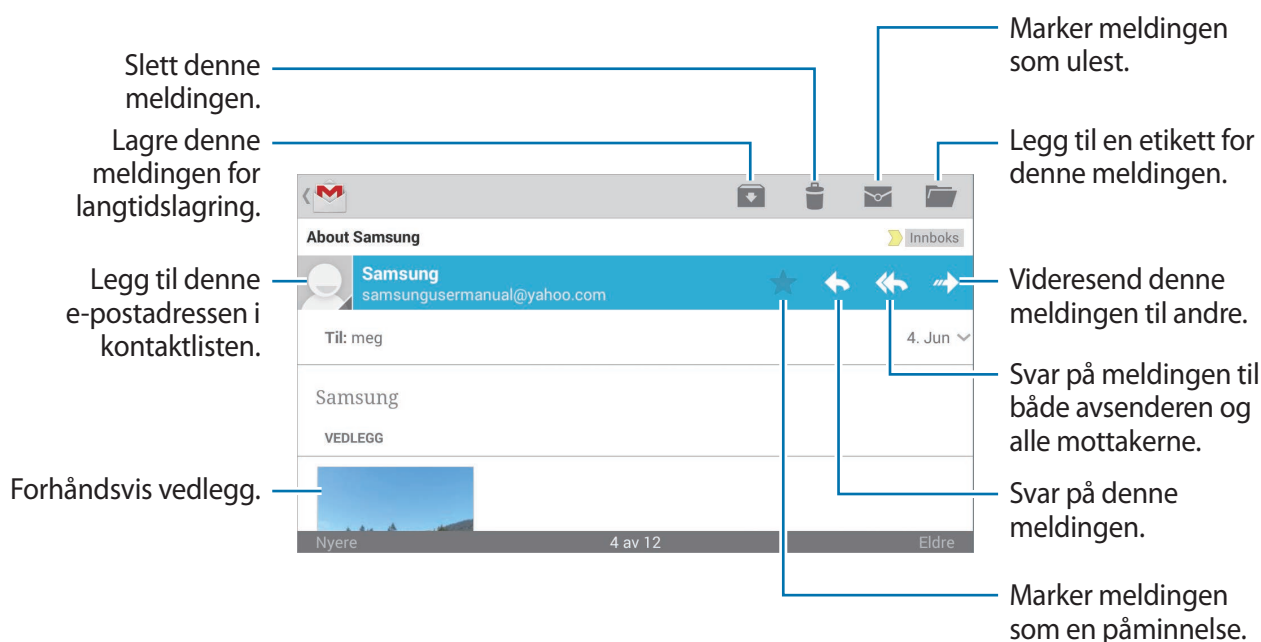 Slett denne
meldingen.
Lagre denne
meldingen for
langtidslagring.
Legg til denne
e-postadressen i
kontaktlisten.
Forhåndsvis vedlegg.
About Samsung
Innboks
Samsung
samsungusermanual@yahoo.com
Til: meg
4. Jun
Samsung
VEDLEGG
Nyere
4 av 12
Eldre
Marker meldingen
som ulest.
Legg til en etikett for
denne meldingen.
Videresend denne
meldingen til andre.
Svar på meldingen til
både avsenderen og
alle mottakerne.
Svar på denne
meldingen.
Marker meldingen
som en påminnelse.